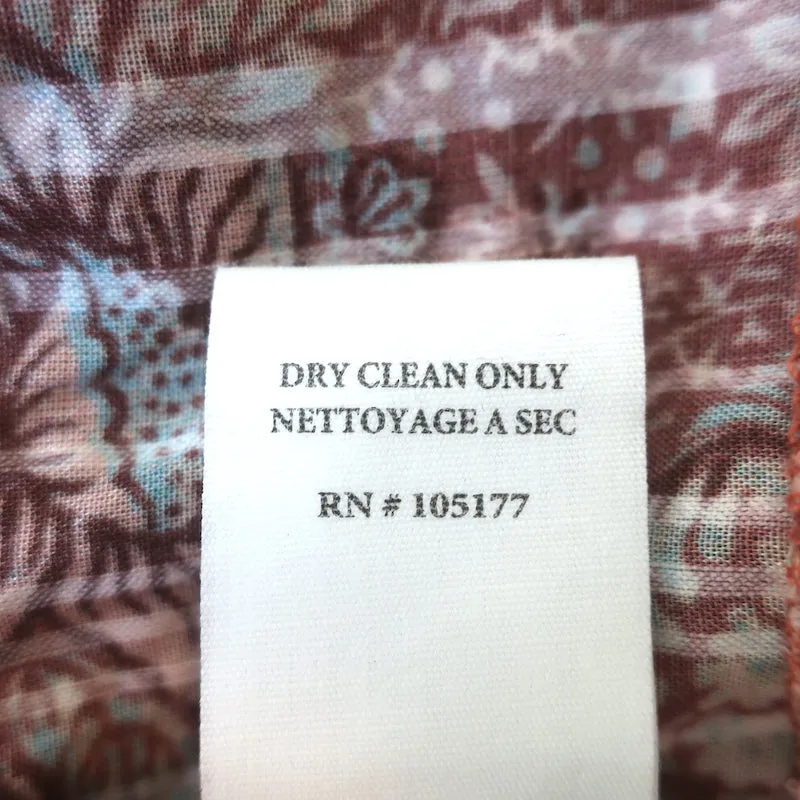 DRY CLEAN ONLY
NETTOYAGE A SEC
RN # 105177